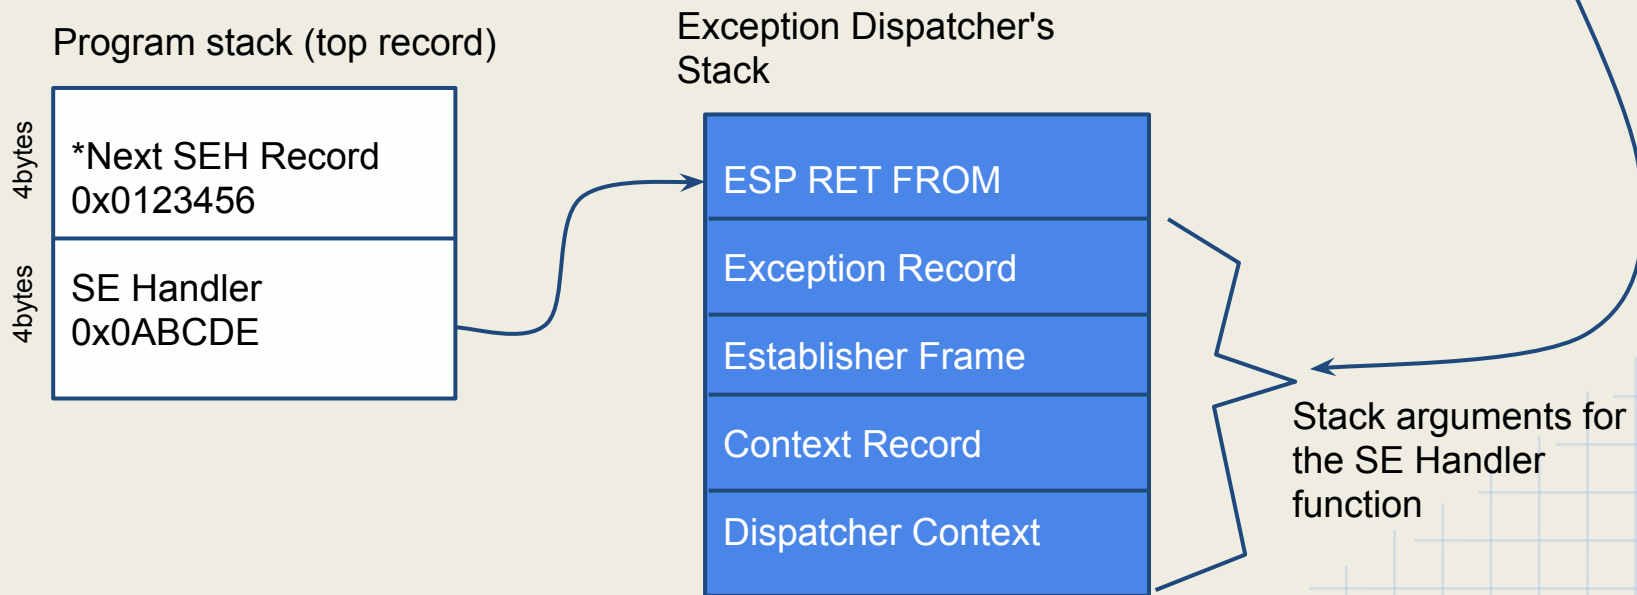 Program stack (top record)
4bytes
*Next SEH Record
0x0123456
4bytes
SE Handler
0x0ABCDE
Exception Dispatcher's
Stack
ESP RET FROM
Exception Record
Establisher Frame
Context Record
Dispatcher Context
Stack arguments for
the SE Handler
function